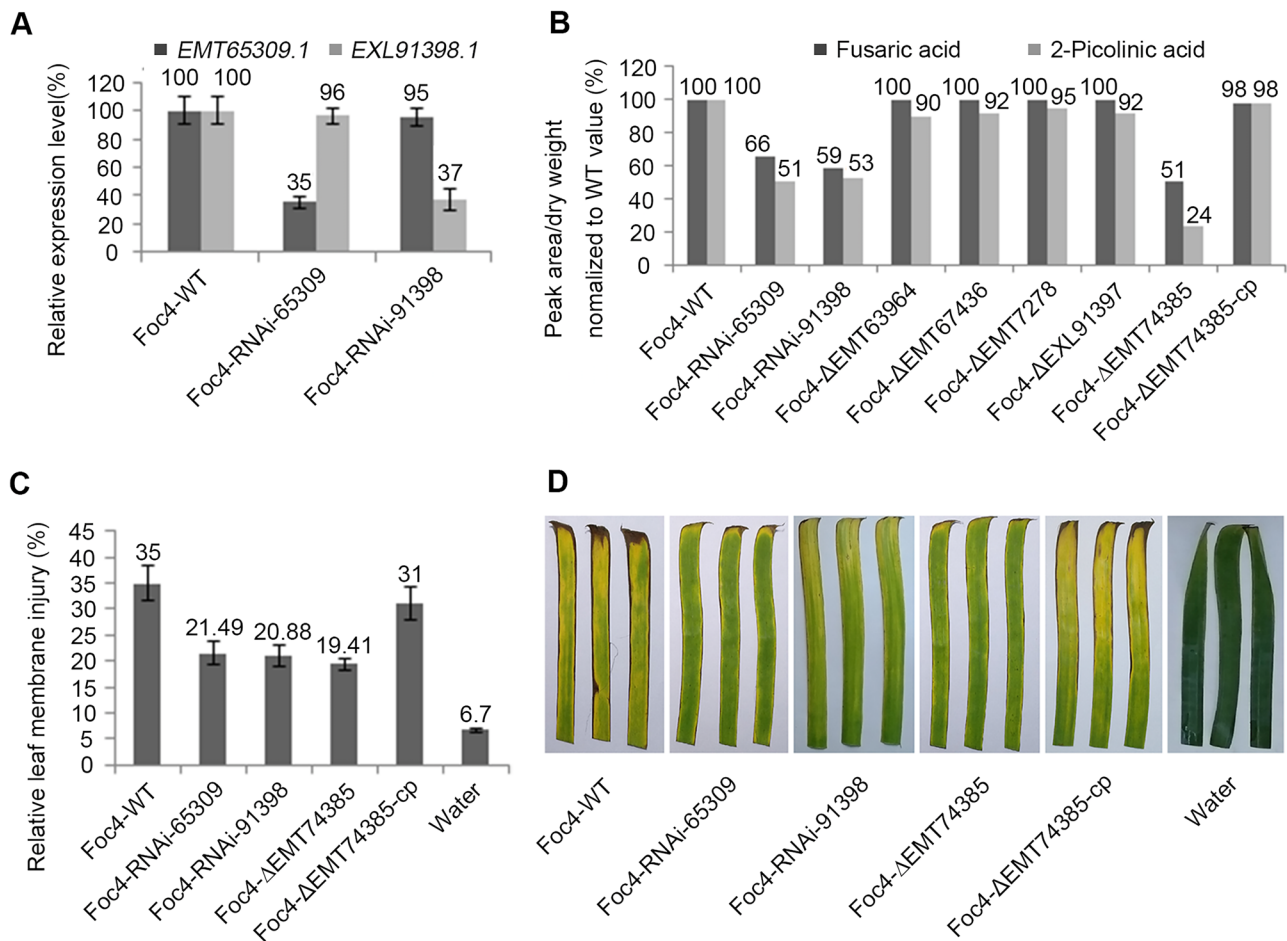 A
EMT65309.1 EXL91398.1
Relative expression level(%)
120
100
80
60
40
20
0
100 100
35 96
95 37
Foc4-WT
Foc4-RNAi-65309
Foc4-RNAi-91398
B
Fusaric acid 2-Picolinic acid
Peak area/dry weight
nomalized to WT value (%)
120
100
80
60
40
20
0
100 100
66 51
59 53
100 90
100 92
100 95
100 92
51 24
98 98
Foc4-WT
Foc4-RNAi-65309
Foc4-RNAi-91398
Foc4-ΔEMT63964
Foc4-ΔEMT67436
Foc4-ΔEMT7278
Foc4-ΔEXL91397
Foc4-ΔEMT74385
Foc4-ΔEMT74385-cp
C
Relative leaf membrane injury (%)
45
40
35
30
25
20
15
10
5
0
35
21.49
20.88
19.41
31
6.7
Foc4-WT
Foc4-RNAi-65309
Foc4-RNAi-91398
Foc4-ΔEMT74385
Foc4-ΔEMT74385-cp
Water
D
Foc4-WT
Foc4-RNAi-65309
Foc4-RNAi-91398
Foc4-ΔEMT74385
Foc4-ΔEMT74385-cp
Water